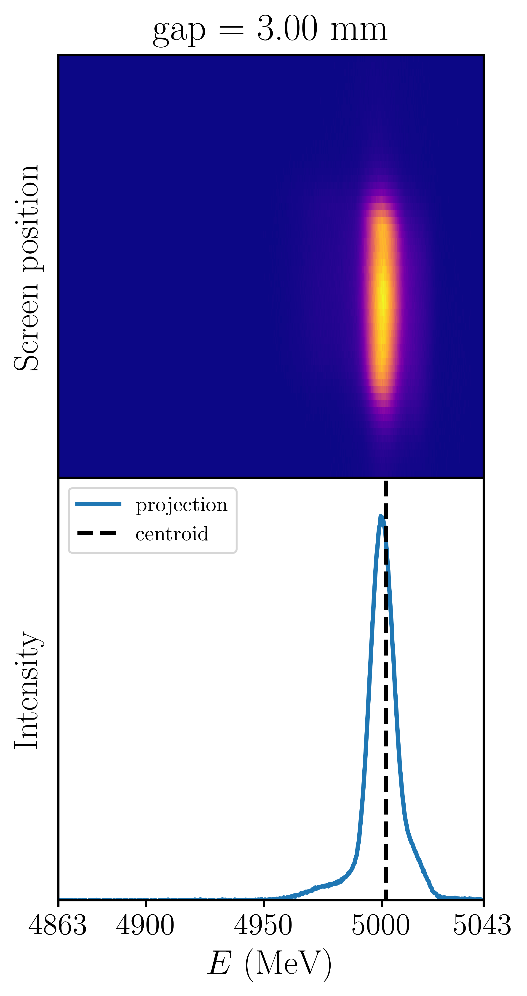 gap = 3.00 mm
Screen position
projection
centroid
Intensity
4863 4900 4950 5000 5043
E (MeV)